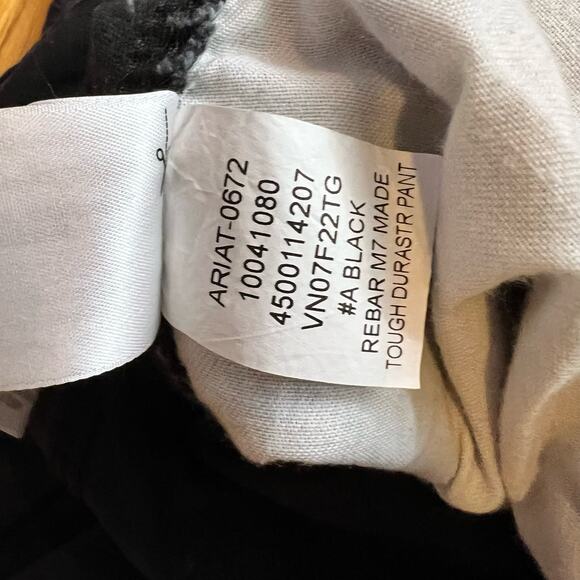 ARIAT-0672
10041080
4500114207
VN07F22TG
#A BLACK
REBAR M7 MADE
TOUGH DURASTR PANT